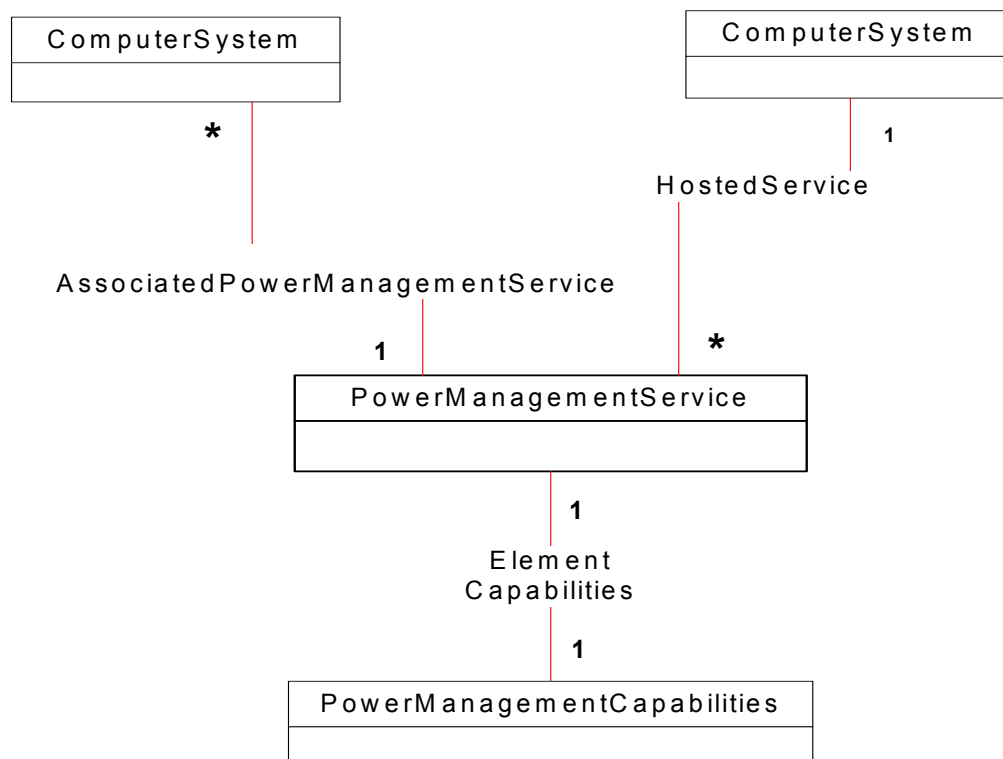 ComputerSystem
ComputerSystem
*
1
HostedService
AssociatedPowerManagementService
1
*
PowerManagementService
1
Element
Capabilities
1
PowerManagementCapabilities